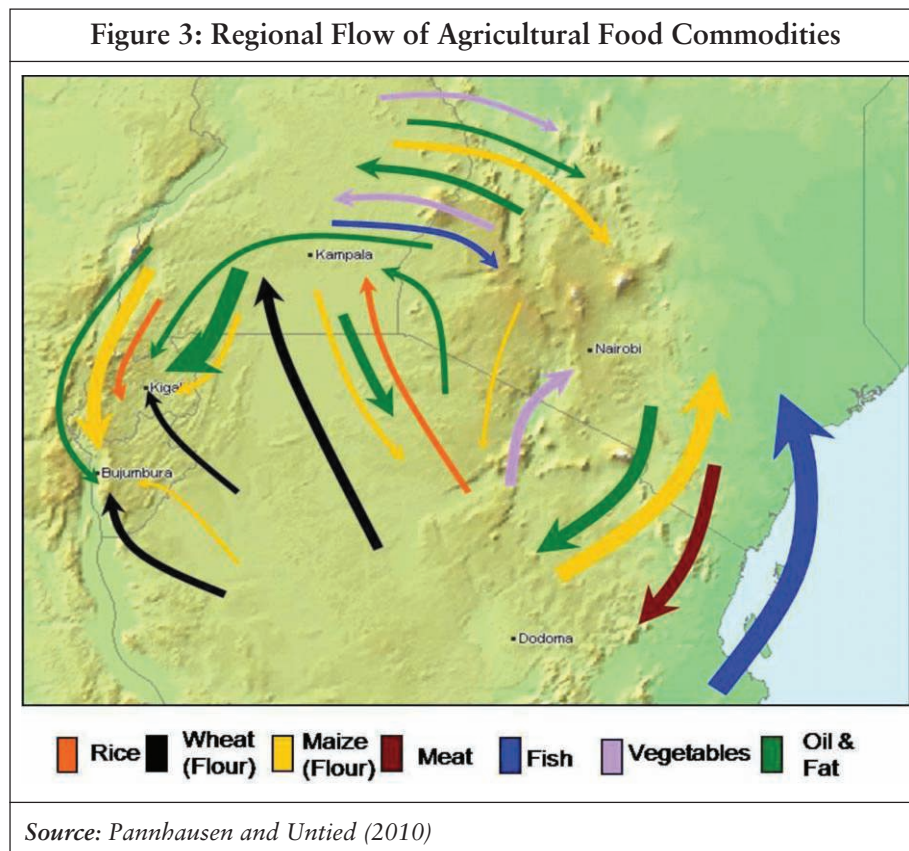 Figure 3: Regional Flow of Agricultural Food Commodities
Kampala
Nairobi
Kigali
Bujumbura
Dodoma
Rice
Wheat
(Flour)
Maize
(Flour)
Meat
Fish
Vegetables
Oil &
Fat
Source: Pannhausen and Untied (2010)